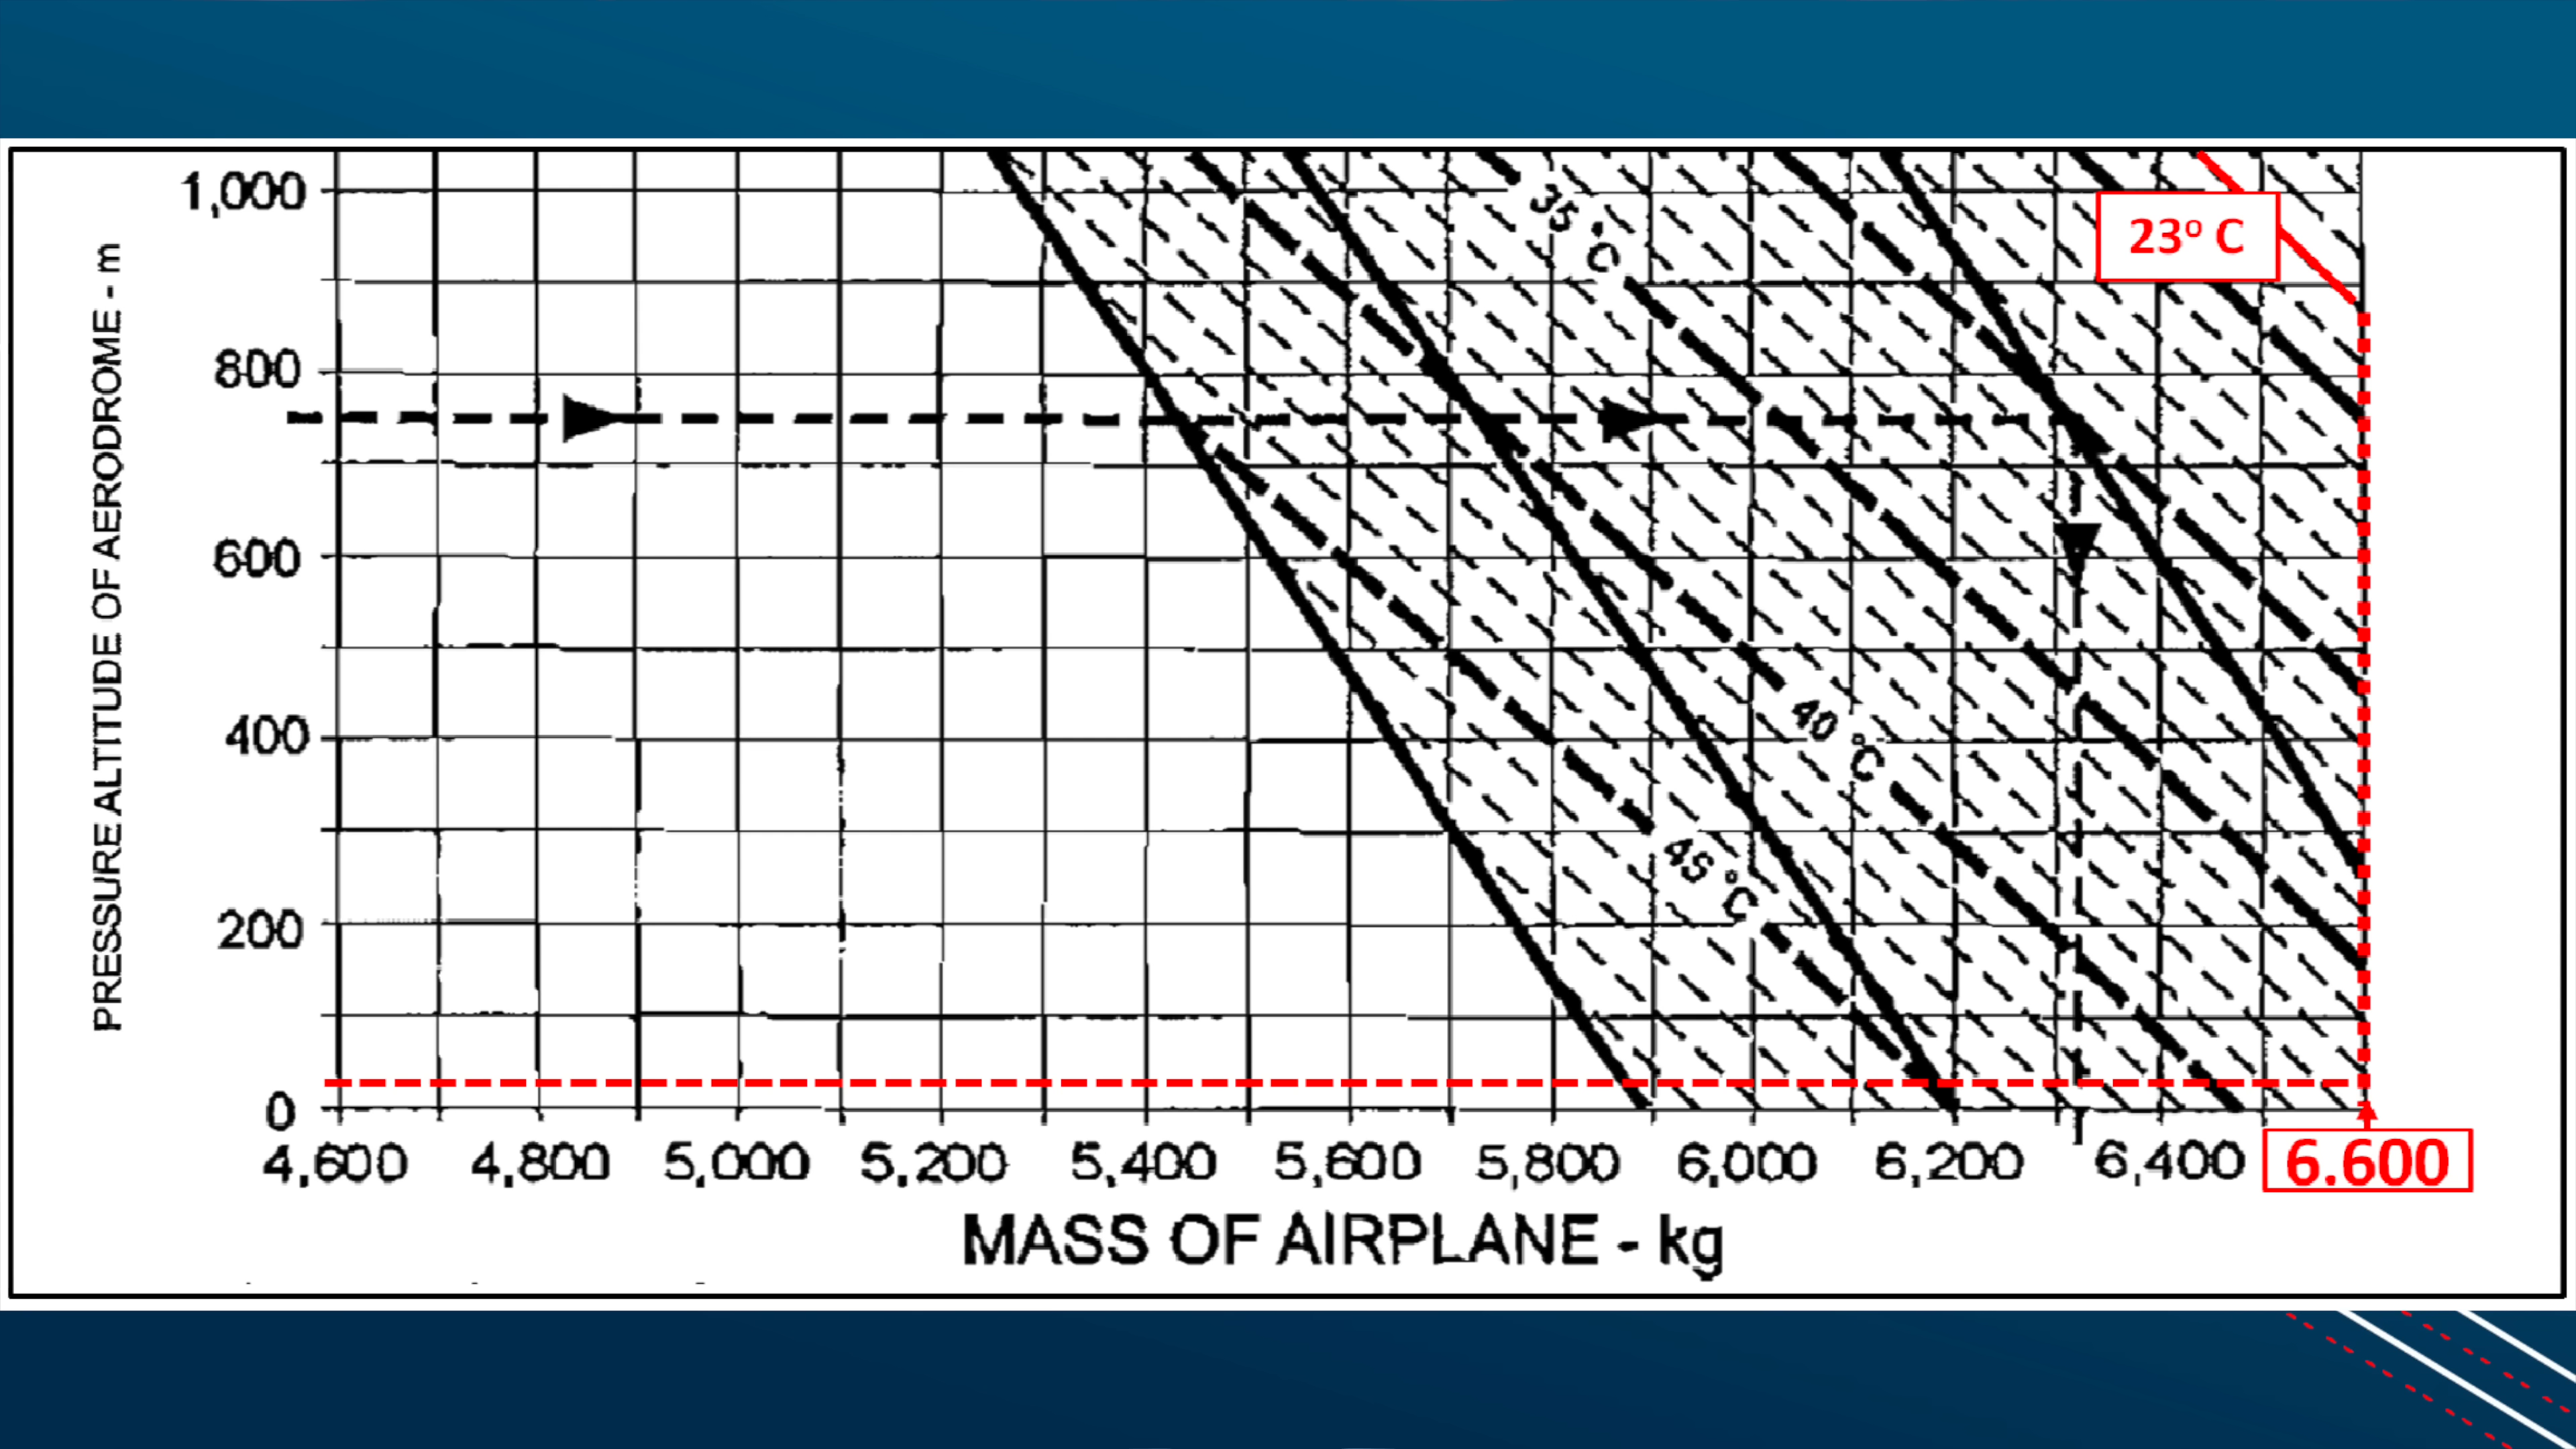 PRESSURE ALTITUDE OF AERODROME - m
1,000
800
600
400
200
0
35 °C
40 °C
45 °C
23º C
4,600 4,800 5,000 5,200 5,400 5,600 5,800 6,000 6,200 6,400 6.600
MASS OF AIRPLANE - kg